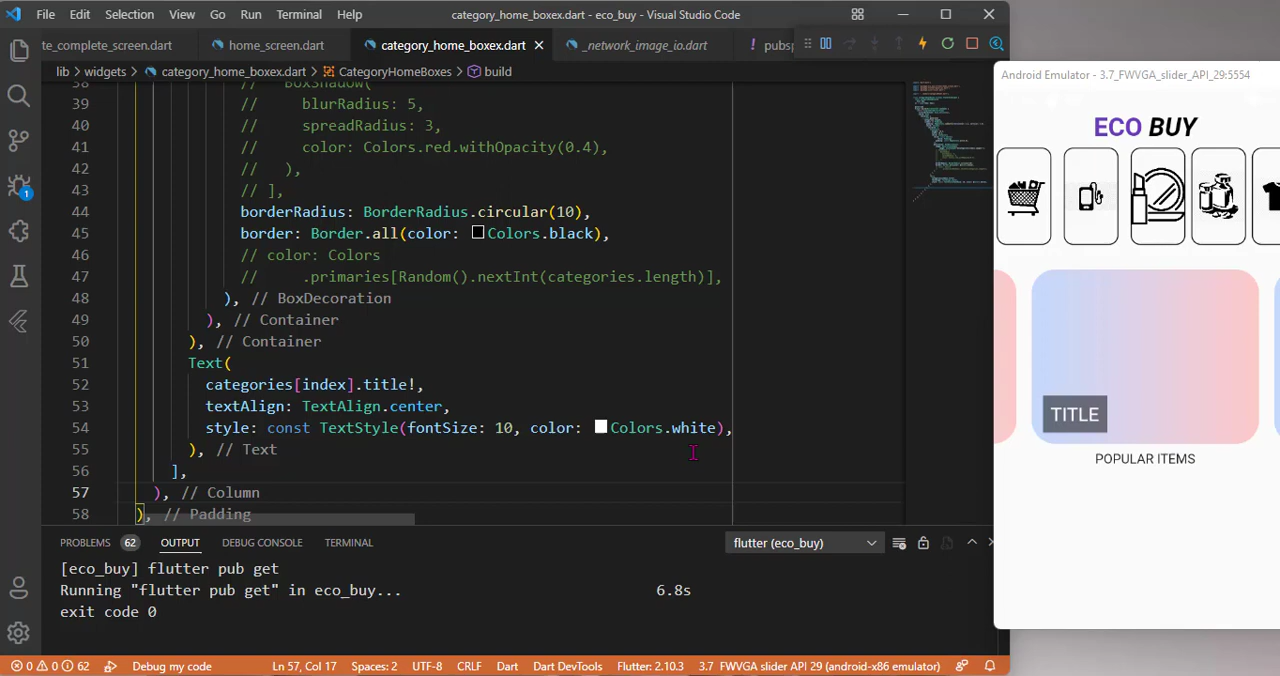 File Edit Selection View Go Run Terminal Help category_home_boxex.dart - eco_buy - Visual Studio Code
te_complete_screen.dart home_screen.dart category_home_boxex.dart _network_image_io.dart ! pubsp
lib > widgets > category_home_boxex.dart > CategoryHomeBoxes > build
38 // BoxShadow(
39 // blurRadius: 5,
40 // spreadRadius: 3,
41 // color: Colors.red.withOpacity(0.4),
42 // ),
43 // ],
44 borderRadius: BorderRadius.circular(10),
45 border: Border.all(color: Colors.black),
46 // color: Colors
47 // .primaries[Random().nextInt(categories.length)],
48 ), // BoxDecoration
49 ), // Container
50 ), // Container
51 Text(
52 categories[index].title!,
53 textAlign: TextAlign.center,
54 style: const TextStyle(fontSize: 10, color: Colors.white),
55 ), // Text
56 ],
57 ), // Column
58 ), // Padding
PROBLEMS 62 OUTPUT DEBUG CONSOLE TERMINAL flutter (eco_buy)
[eco_buy] flutter pub get
Running "flutter pub get" in eco_buy... 6.8s
exit code 0
1
0 0 62 Debug my code Ln 57, Col 17 Spaces: 2 UTF-8 CRLF Dart Dart DevTools Flutter: 2.10.3 3.7 FWVGA slider API 29 (android-x86 emulator)
Android Emulator - 3.7_FWVGA_slider_API_29:5554
ECO BUY
TITLE
POPULAR ITEMS